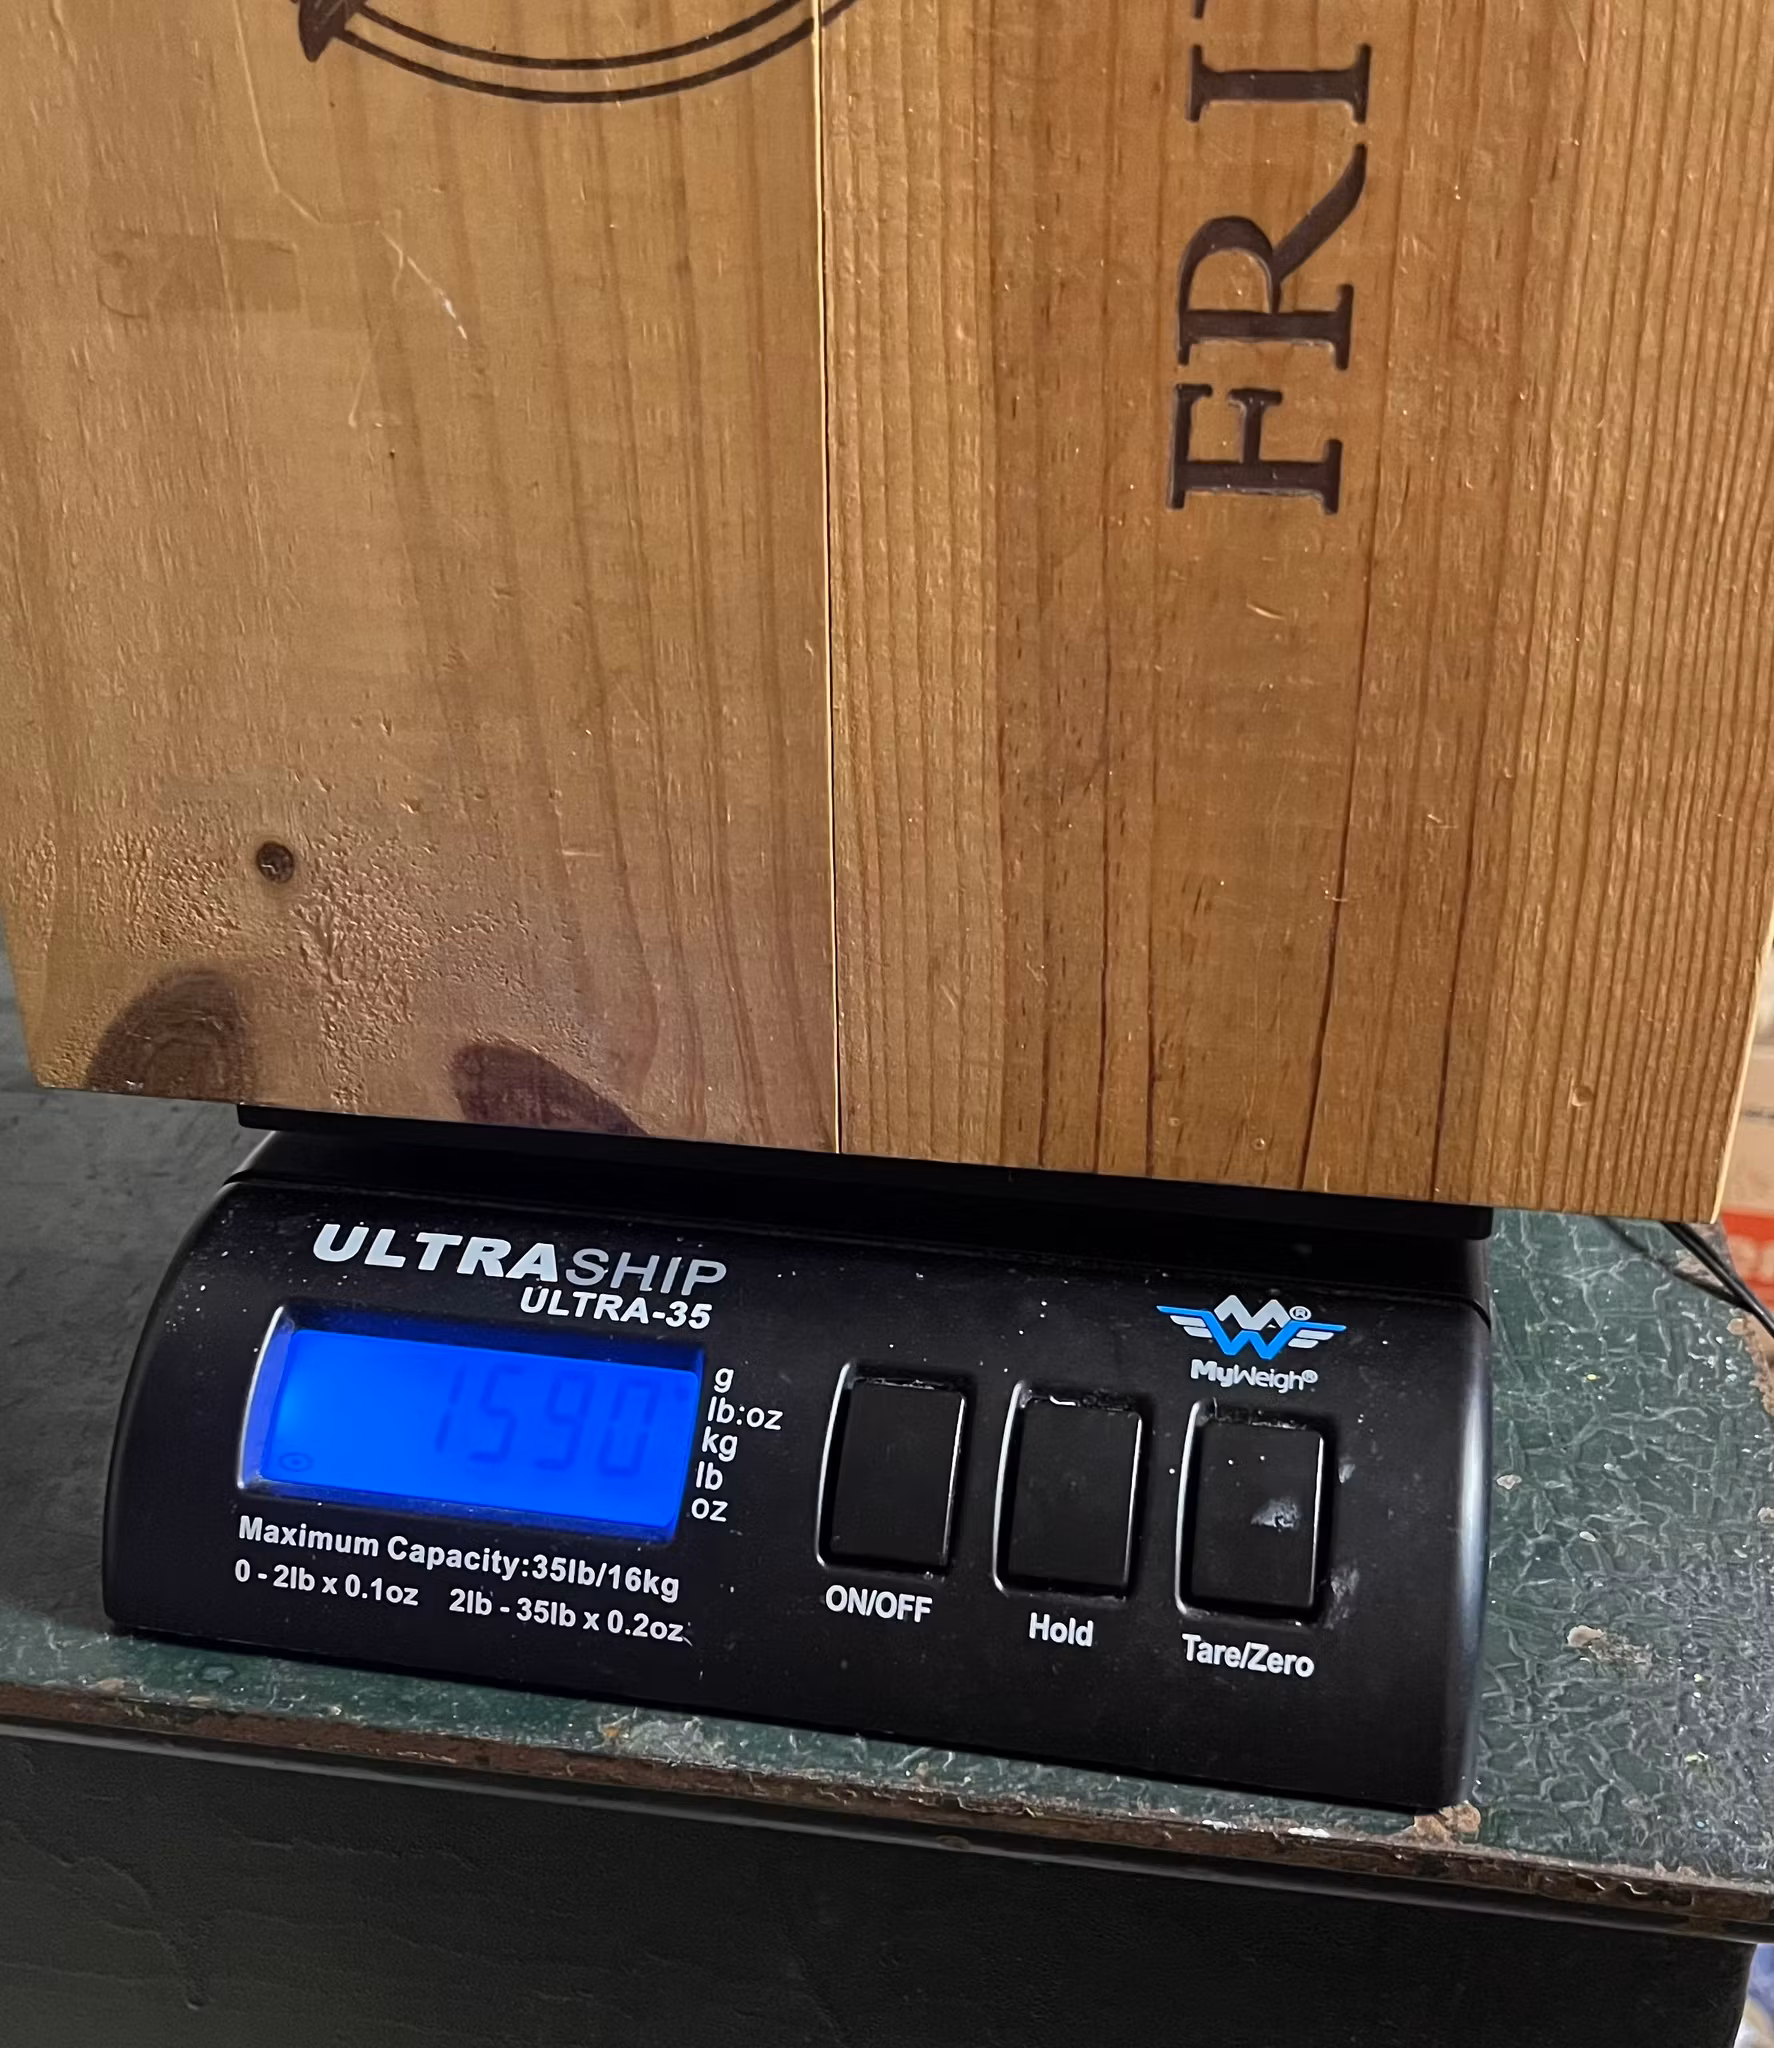 FRI
ULTRASHIP
ULTRA-35
1590
g
lb:oz
kg
lb
oz
MyWeigh®
Maximum Capacity:35lb/16kg
0 - 2lb x 0.1oz 2lb - 35lb x 0.2oz
ON/OFF
Hold
Tare/Zero